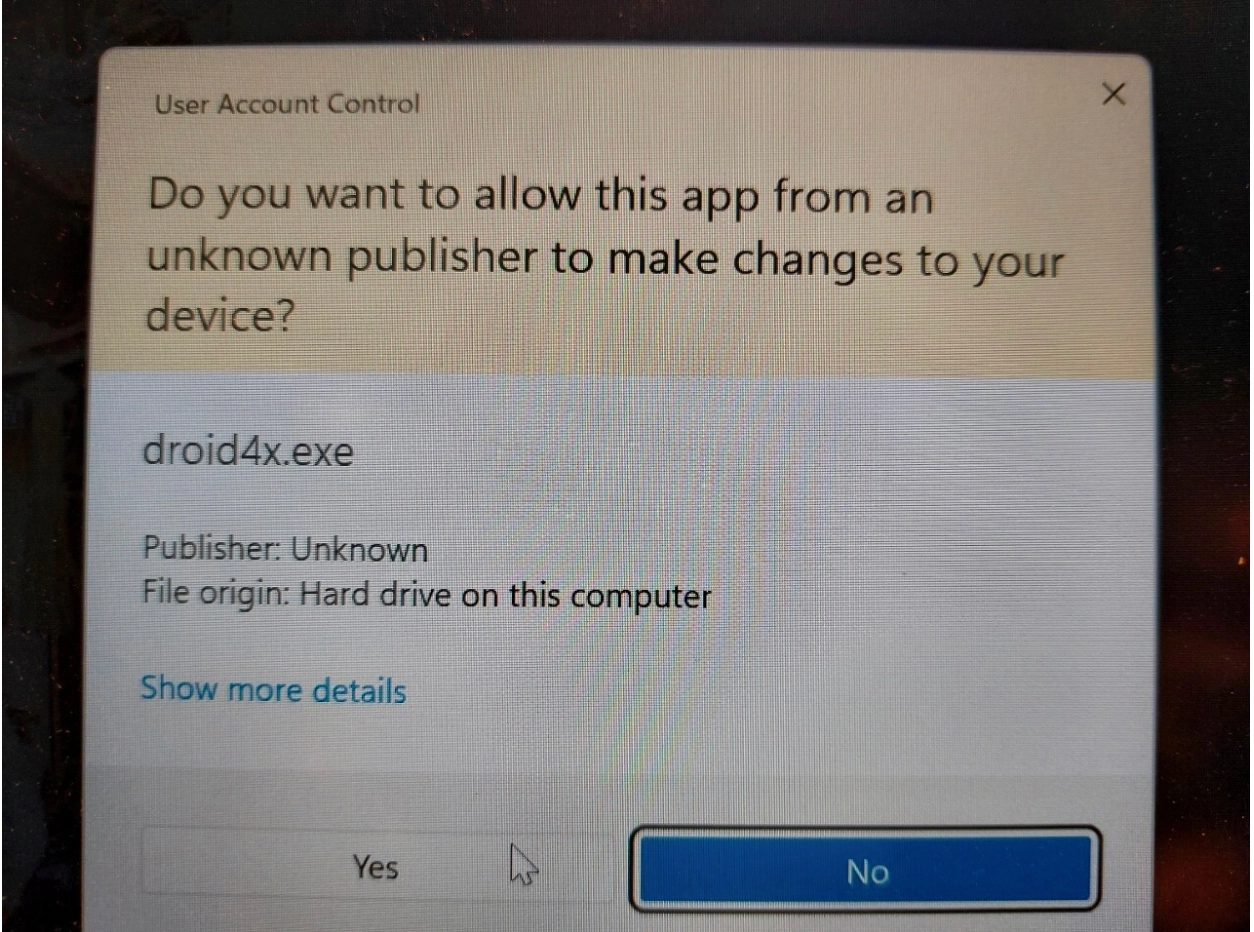 User Account Control
Do you want to allow this app from an
unknown publisher to make changes to your
device?
droid4x.exe
Publisher: Unknown
File origin: Hard drive on this computer
Show more details
Yes
No